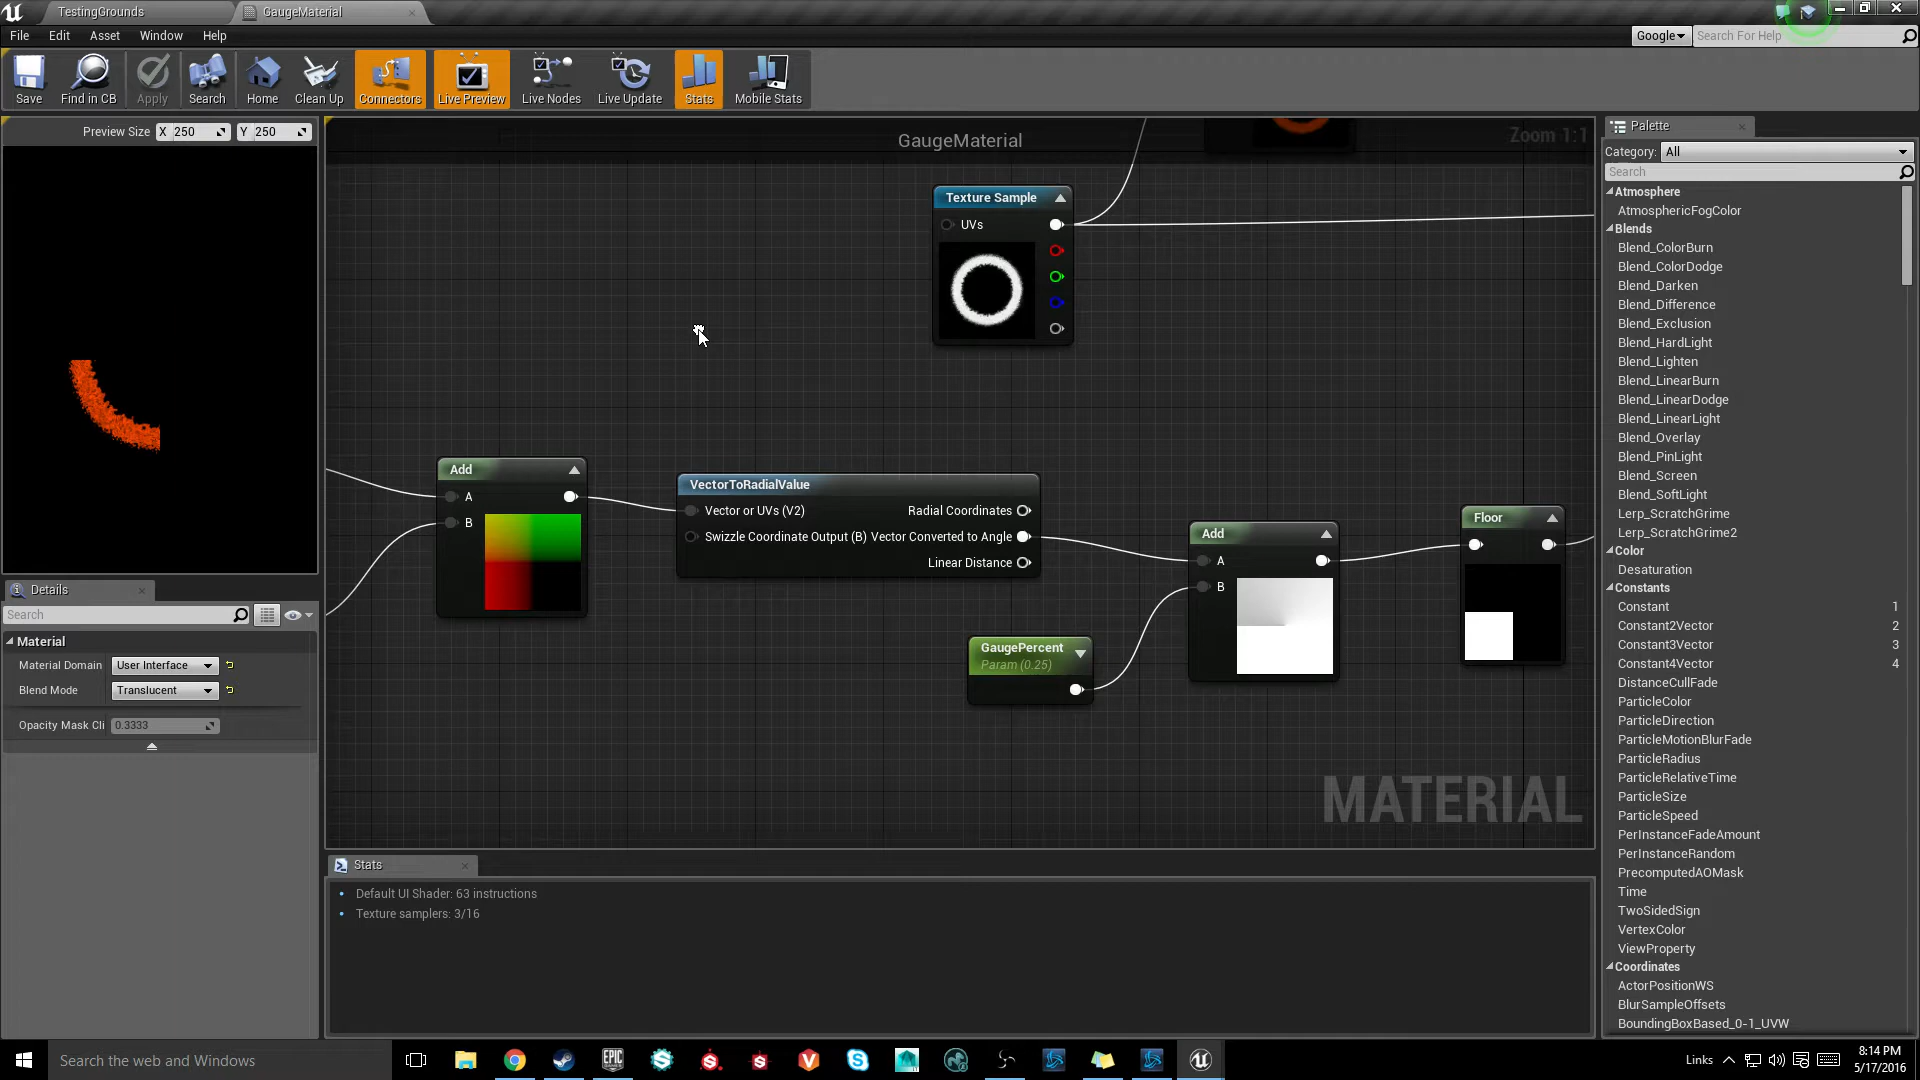 TestingGrounds
GaugeMaterial
File Edit Asset Window Help
Google
Search For Help
Save
Find in CB
Apply
Search
Home
Clean Up
Connectors
Live Preview
Live Nodes
Live Update
Stats
Mobile Stats
Preview Size X 250 Y 250
GaugeMaterial
Zoom 1:1
Texture Sample
UVs
Add
A
B
VectorToRadialValue
Vector or UVs (V2) Radial Coordinates
Swizzle Coordinate Output (B) Vector Converted to Angle
Linear Distance
GaugePercent
Param (0.25)
Add
A
B
Floor
MATERIAL
Details
Search
Material
Material Domain User Interface
Blend Mode Translucent
Opacity Mask Cli 0.3333
Stats
Default UI Shader: 63 instructions
Texture samplers: 3/16
Palette
Category: All
Search
Atmosphere
AtmosphericFogColor
Blends
Blend_ColorBurn
Blend_ColorDodge
Blend_Darken
Blend_Difference
Blend_Exclusion
Blend_HardLight
Blend_Lighten
Blend_LinearBurn
Blend_LinearDodge
Blend_LinearLight
Blend_Overlay
Blend_PinLight
Blend_Screen
Blend_SoftLight
Lerp_ScratchGrime
Lerp_ScratchGrime2
Color
Desaturation
Constants
Constant 1
Constant2Vector 2
Constant3Vector 3
Constant4Vector 4
DistanceCullFade
ParticleColor
ParticleDirection
ParticleMotionBlurFade
ParticleRadius
ParticleRelativeTime
ParticleSize
ParticleSpeed
PerInstanceFadeAmount
PerInstanceRandom
PrecomputedAOMask
Time
TwoSidedSign
VertexColor
ViewProperty
Coordinates
ActorPositionWS
BlurSampleOffsets
BoundingBoxBased_0-1_UVW
Search the web and Windows
EPIC
GAMES
Links
8:14 PM
5/17/2016